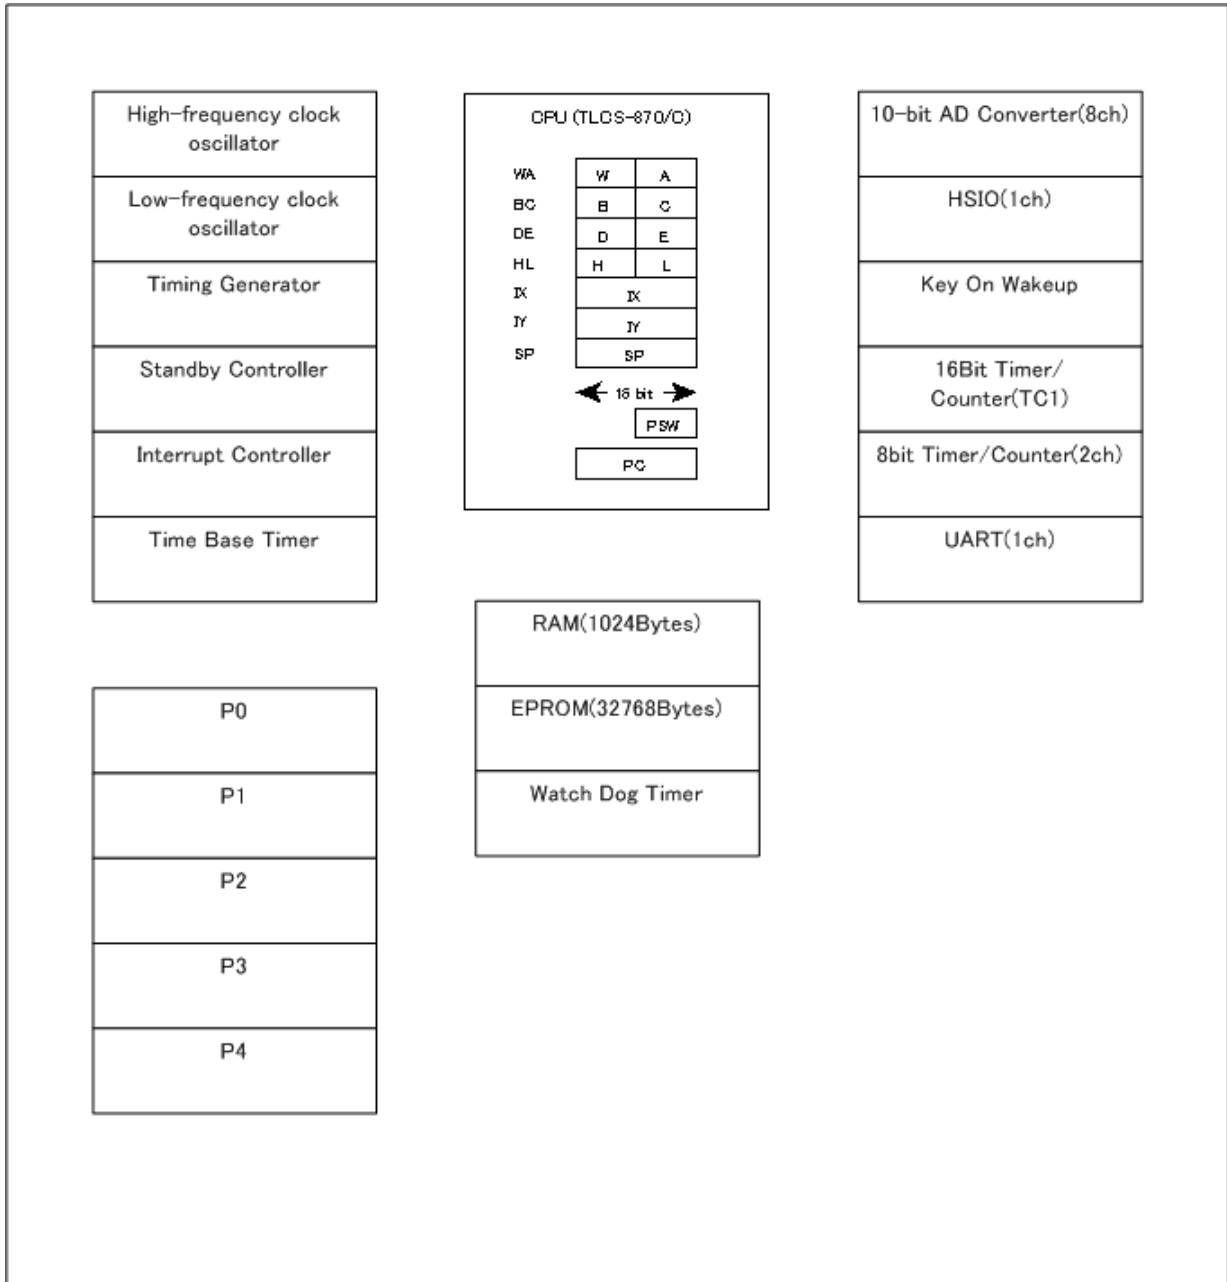 High-frequency clock
oscillator
Low-frequency clock
oscillator
Timing Generator
Standby Controller
Interrupt Controller
Time Base Timer
P0
P1
P2
P3
P4
CPU (TLCS-870/C)
WA W A
BC B C
DE D E
HL H L
IX IX
IY IY
SP SP
16 bit
PSW
PC
RAM(1024Bytes)
EPROM(32768Bytes)
Watch Dog Timer
10-bit AD Converter(8ch)
HSIO(1ch)
Key On Wakeup
16Bit Timer/
Counter(TC1)
8bit Timer/Counter(2ch)
UART(1ch)